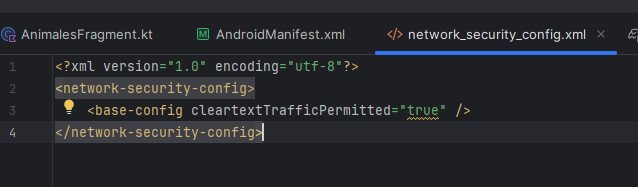 AnimalesFragment.kt
AndroidManifest.xml
network_security_config.xml
1 <?xml version="1.0" encoding="utf-8"?>
2 <network-security-config>
3 <base-config cleartextTrafficPermitted="true" />
4 </network-security-config>